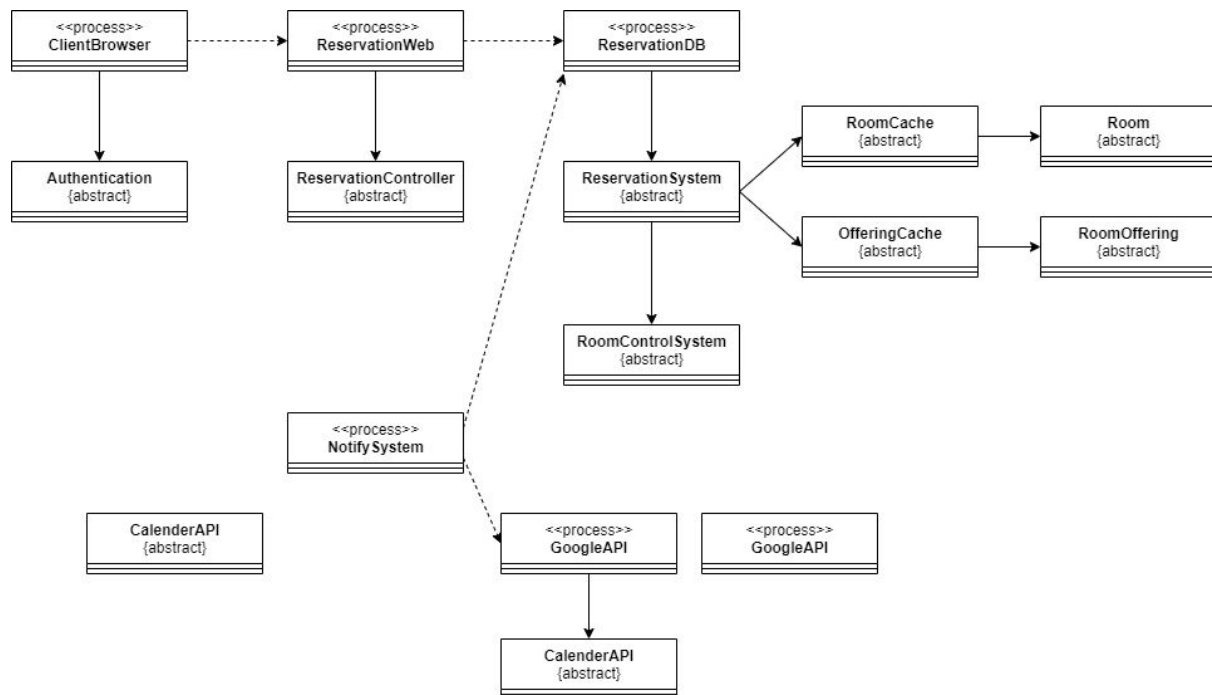 <<process>>
ClientBrowser
<<process>>
ReservationWeb
<<process>>
ReservationDB
RoomCache
{abstract}
Room
{abstract}
Authentication
{abstract}
ReservationController
{abstract}
ReservationSystem
{abstract}
OfferingCache
{abstract}
RoomOffering
{abstract}
RoomControlSystem
{abstract}
<<process>>
NotifySystem
CalenderAPI
{abstract}
<<process>>
GoogleAPI
<<process>>
GoogleAPI
CalenderAPI
{abstract}